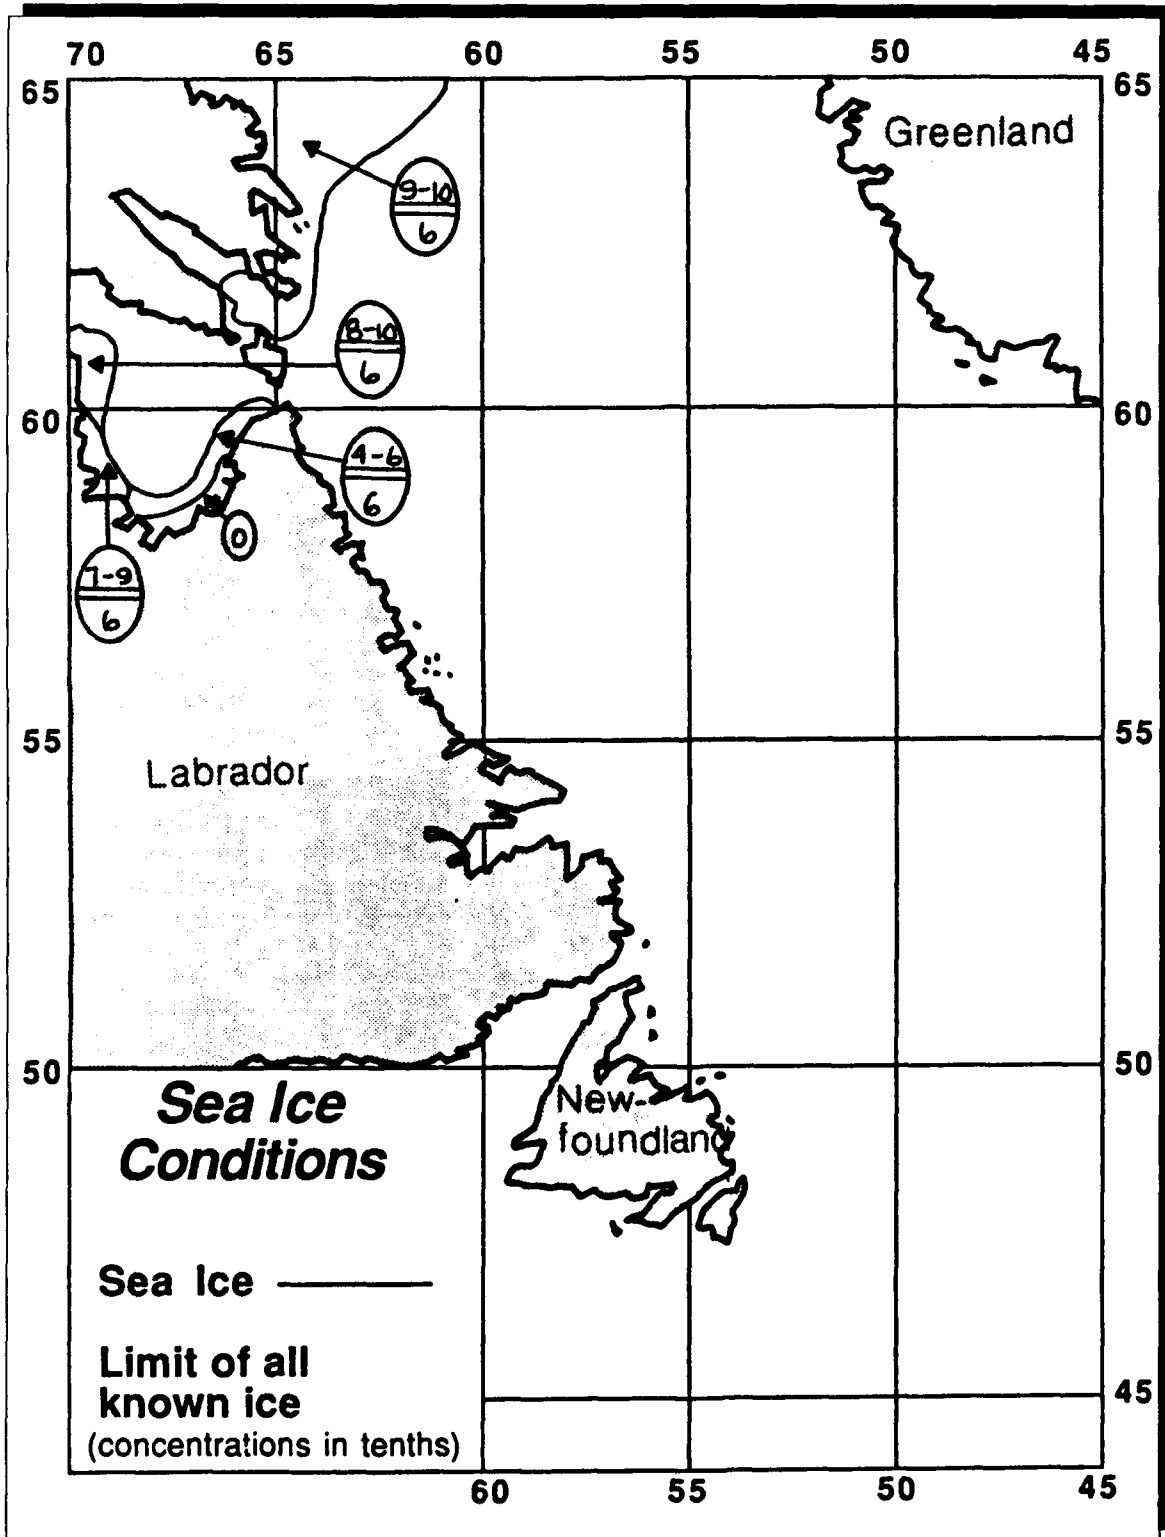 70 65 60 55 50 45
65 65
Greenland
9-10
6
8-10
6
60 60
4-6
6
0
7-9
6
55 55
Labrador
50 50
Sea Ice
Conditions
New-
foundland
Sea Ice
Limit of all
known ice
(concentrations in tenths)
45
60 55 50 45